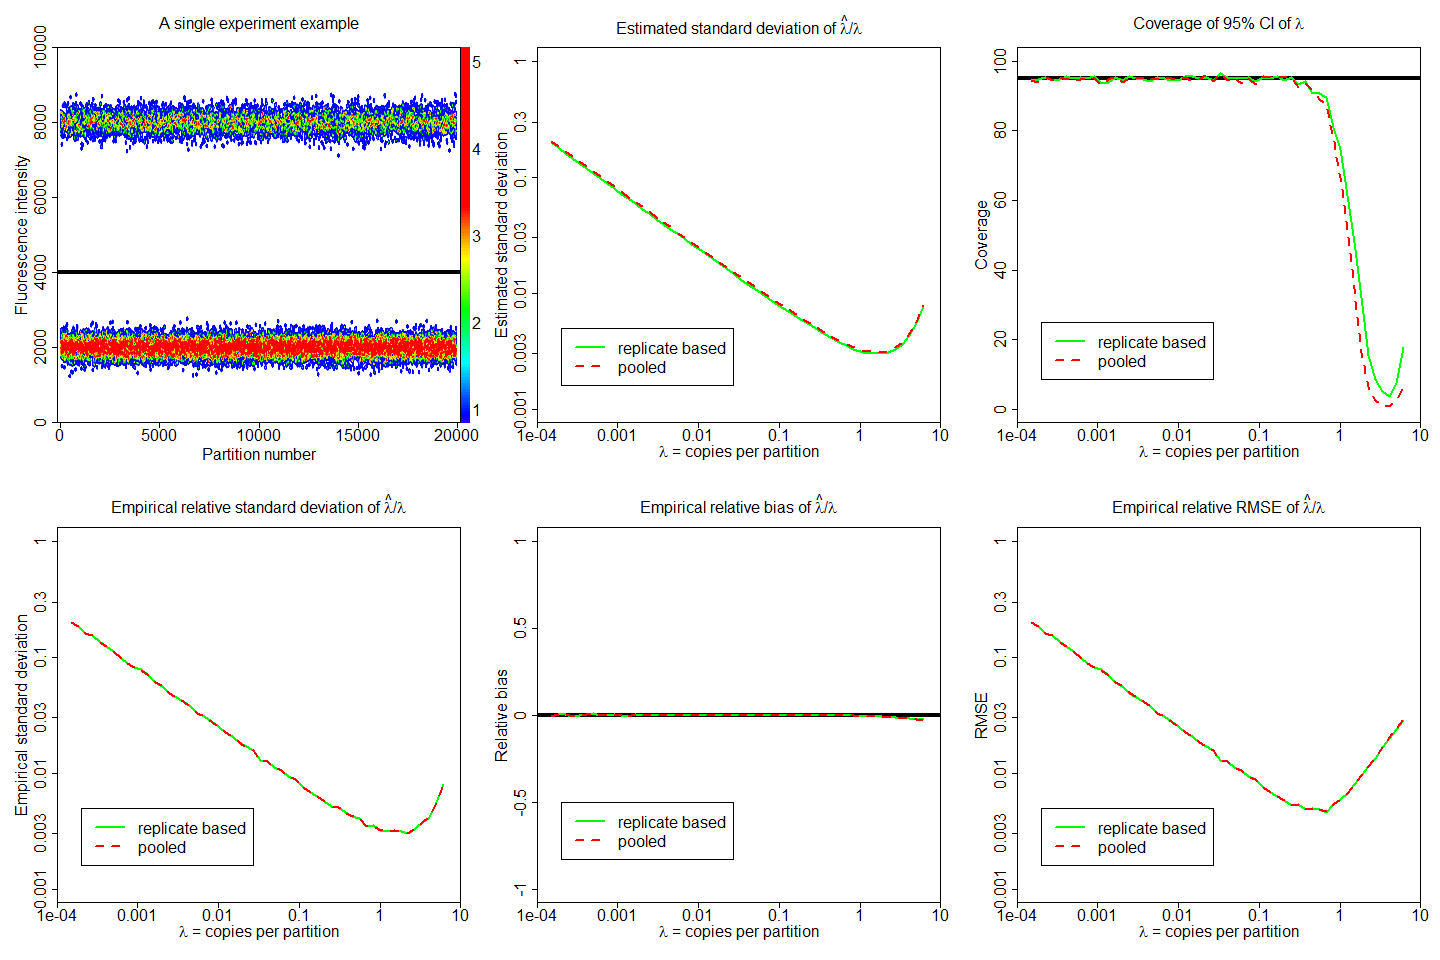 A single experiment example
Fluorescence intensity
0
2000
4000
6000
8000
10000
0
5000
10000
15000
20000
Partition number
5
4
3
2
1
Estimated standard deviation of λ̂/λ
Estimated standard deviation
1
0.3
0.1
0.03
0.01
0.003
0.001
replicate based
pooled
1e-04
0.001
0.01
0.1
1
10
λ = copies per partition
Coverage of 95% CI of λ
Coverage
100
80
60
40
20
0
replicate based
pooled
1e-04
0.001
0.01
0.1
1
10
λ = copies per partition
Empirical relative standard deviation of λ̂/λ
Empirical standard deviation
1
0.3
0.1
0.03
0.01
0.003
0.001
replicate based
pooled
1e-04
0.001
0.01
0.1
1
10
λ = copies per partition
Empirical relative bias of λ̂/λ
Relative bias
1
0.5
0
-0.5
-1
replicate based
pooled
1e-04
0.001
0.01
0.1
1
10
λ = copies per partition
Empirical relative RMSE of λ̂/λ
RMSE
1
0.3
0.1
0.03
0.01
0.003
0.001
replicate based
pooled
1e-04
0.001
0.01
0.1
1
10
λ = copies per partition